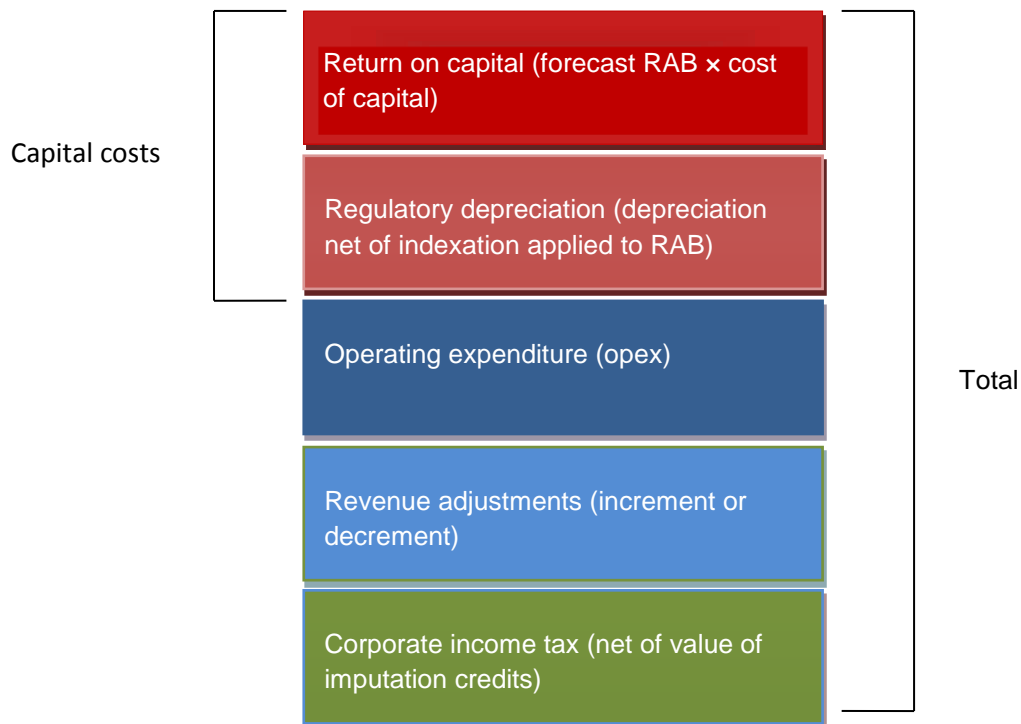 Return on capital (forecast RAB × cost
of capital)
Capital costs
Regulatory depreciation (depreciation
net of indexation applied to RAB)
Operating expenditure (opex)
Total
Revenue adjustments (increment or
decrement)
Corporate income tax (net of value of
imputation credits)